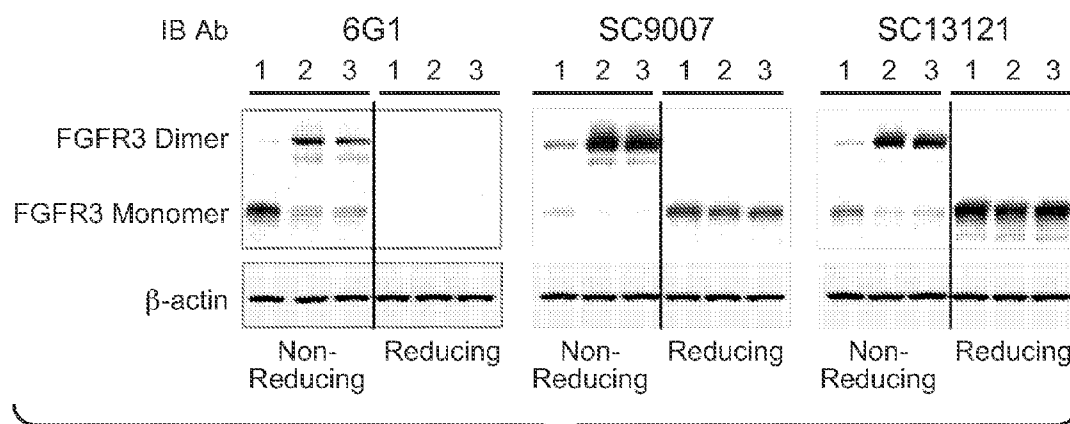 IB Ab 6G1 SC9007 SC13121
1 2 3 1 2 3 1 2 3 1 2 3 1 2 3 1 2 3
FGFR3 Dimer
FGFR3 Monomer
β-actin
Non-Reducing Reducing Non-Reducing Reducing Non-Reducing Reducing